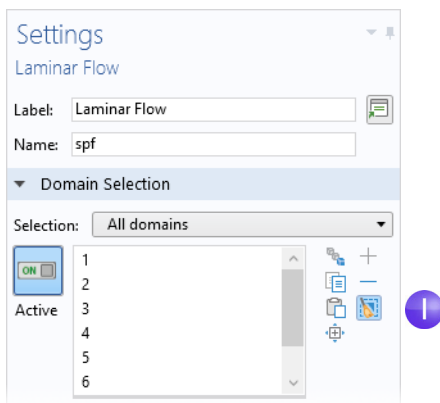 Settings
Laminar Flow
Label: Laminar Flow
Name: spf
Domain Selection
Selection: All domains
ON
Active
1
2
3
4
5
6
1